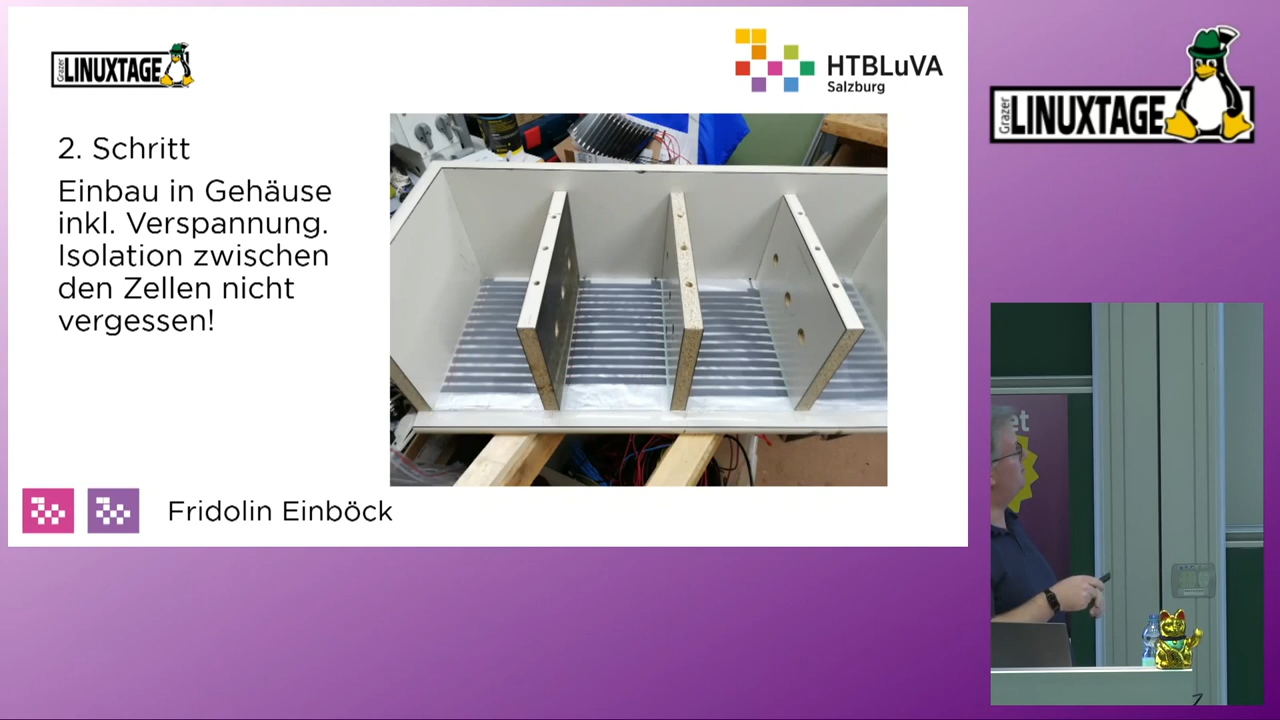 Grazer LINUXTAGE
HTBLuVA
Salzburg
2. Schritt
Einbau in Gehäuse
inkl. Verspannung.
Isolation zwischen
den Zellen nicht
vergessen!
Fridolin Einböck
Grazer LINUXTAGE
et